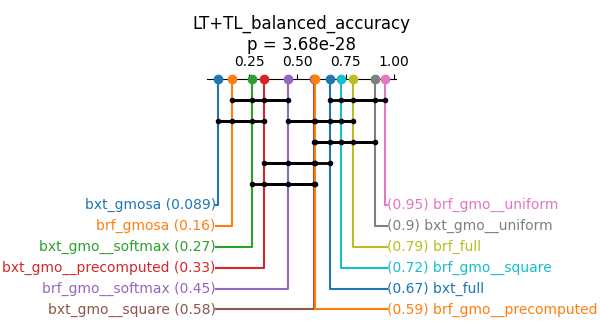 LT+TL_balanced_accuracy
p = 3.68e-28
0.25 0.50 0.75 1.00
bxt_gmosa (0.089) (0.95) brf_gmo__uniform
brf_gmosa (0.16) (0.9) bxt_gmo__uniform
bxt_gmo__softmax (0.27) (0.79) brf_full
bxt_gmo__precomputed (0.33) (0.72) brf_gmo__square
brf_gmo__softmax (0.45) (0.67) bxt_full
bxt_gmo__square (0.58) (0.59) brf_gmo__precomputed